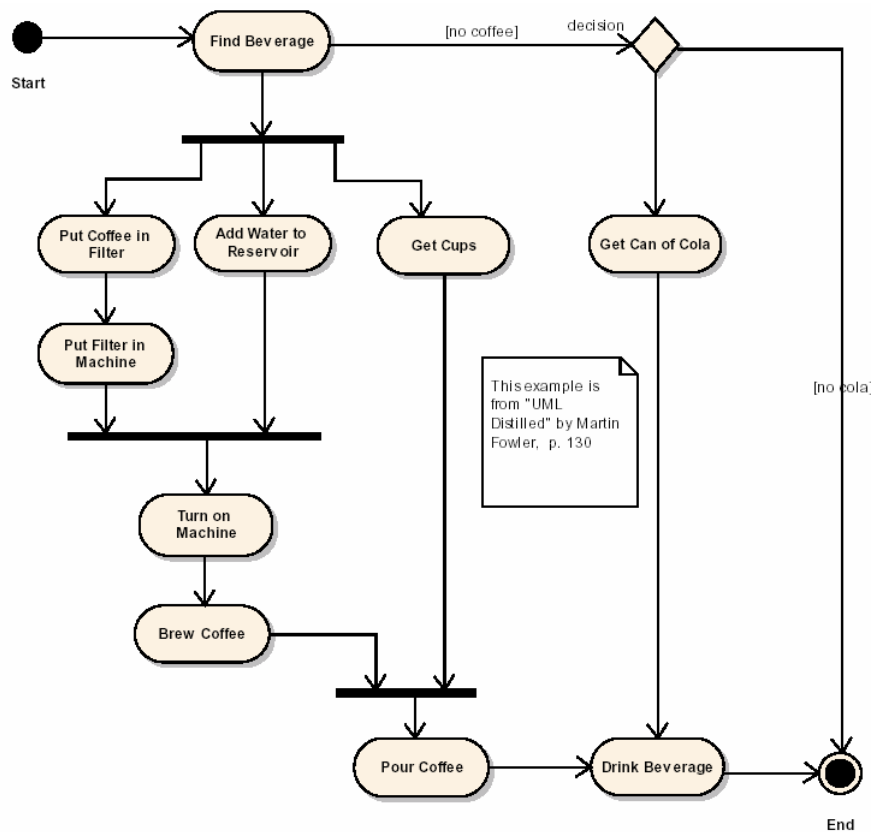 Find Beverage
[no coffee]
decision
Start
Put Coffee in
Filter
Add Water to
Reservoir
Get Cups
Get Can of Cola
Put Filter in
Machine
This example is
from "UML
Distilled" by Martin
Fowler, p. 130
[no cola]
Turn on
Machine
Brew Coffee
Pour Coffee
Drink Beverage
End